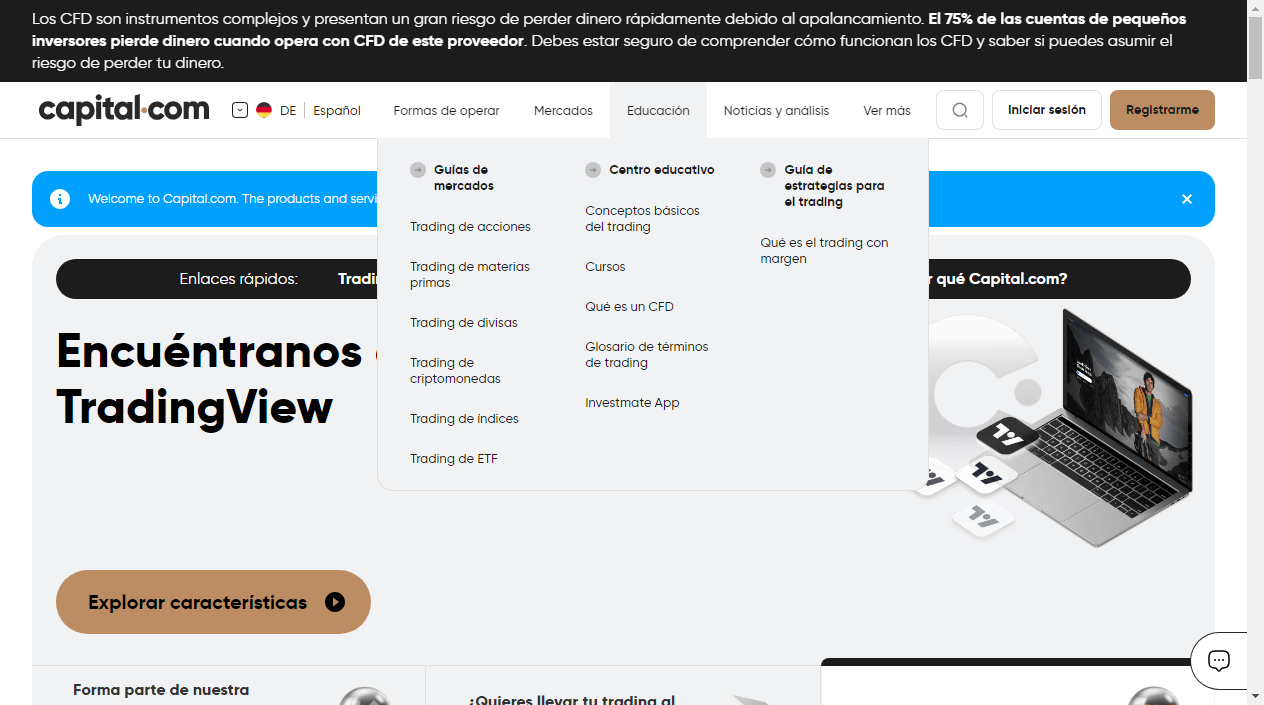 Los CFD son instrumentos complejos y presentan un gran riesgo de perder dinero rápidamente debido al apalancamiento. El 75% de las cuentas de pequeños
inversores pierde dinero cuando opera con CFD de este proveedor. Debes estar seguro de comprender cómo funcionan los CFD y saber si puedes asumir el
riesgo de perder tu dinero.
capital.com
DE
Español
Formas de operar
Mercados
Educación
Noticias y análisis
Ver más
Iniciar sesión
Registrarme
Guías de
mercados
Trading de acciones
Trading de materias
primas
Trading de divisas
Trading de
criptomonedas
Trading de índices
Trading de ETF
Centro educativo
Conceptos básicos
del trading
Cursos
Qué es un CFD
Glosario de términos
de trading
Investmate App
Guía de
estrategias para
el trading
Qué es el trading con
margen
Welcome to Capital.com. The products and servi
Enlaces rápidos:
qué Capital.com?
Encuéntranos
TradingView
Explorar características
Forma parte de nuestra
¿Quieres llevar tu trading al